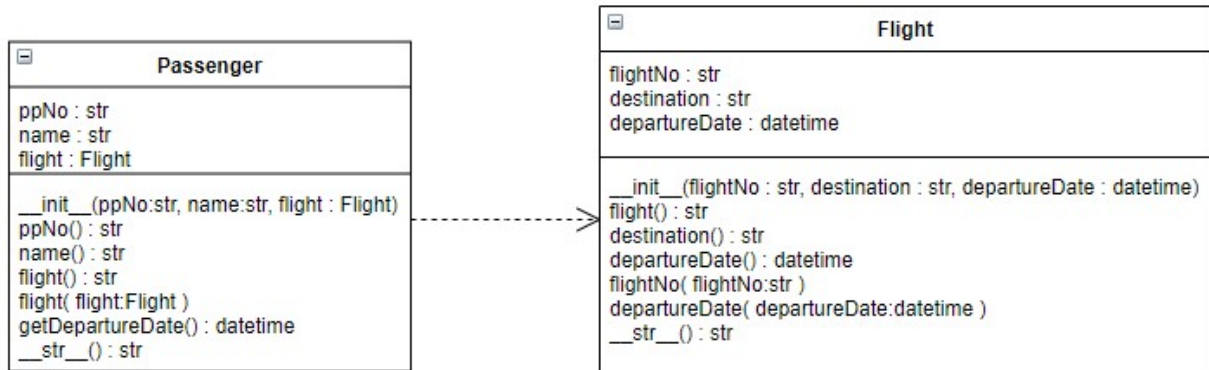 Passenger
ppNo : str
name : str
flight : Flight
__init__(ppNo:str, name:str, flight : Flight)
ppNo() : str
name() : str
flight() : str
flight( flight:Flight )
getDepartureDate() : datetime
__str__() : str
Flight
flightNo : str
destination : str
departureDate : datetime
__init__(flightNo : str, destination : str, departureDate : datetime)
flight() : str
destination() : str
departureDate() : datetime
flightNo( flightNo:str )
departureDate( departureDate:datetime )
__str__() : str